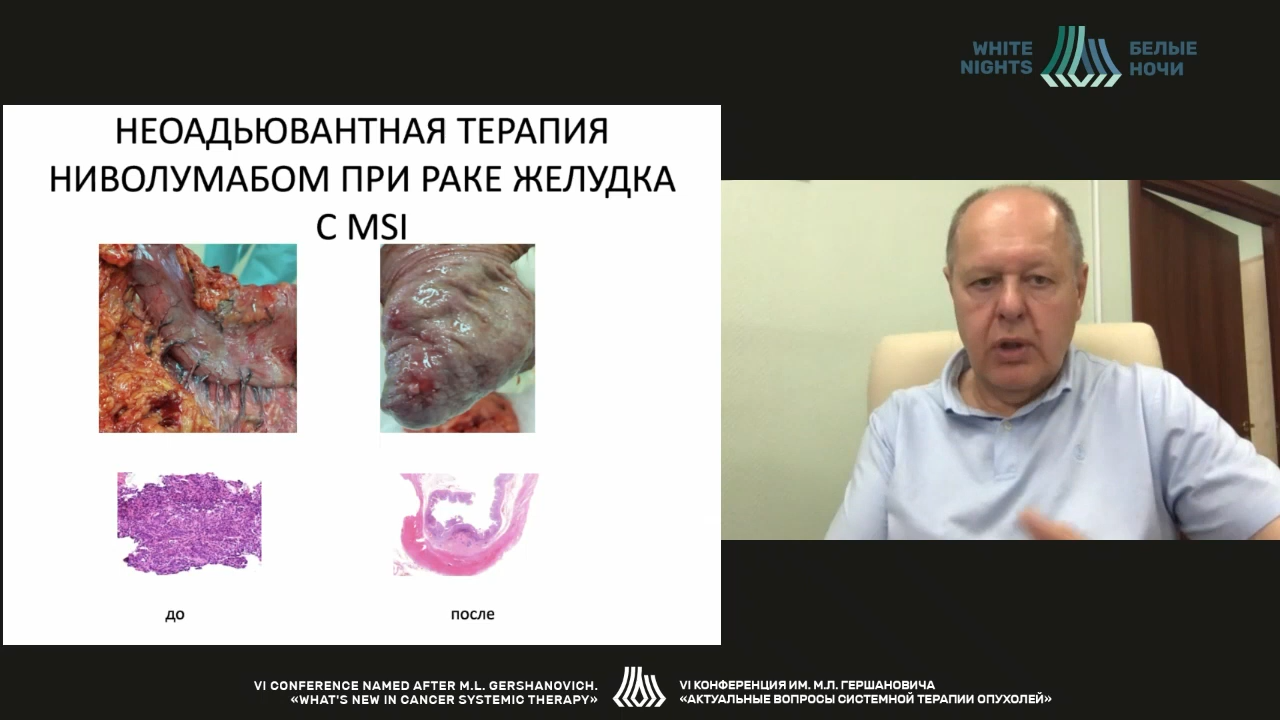 WHITE
NIGHTS
БЕЛЫЕ
НОЧИ
НЕОАДЬЮВАНТНАЯ ТЕРАПИЯ
НИВОЛУМАБОМ ПРИ РАКЕ ЖЕЛУДКА
С MSI
до
после
VI CONFERENCE NAMED AFTER M.L. GERSHANOVICH.
«WHAT'S NEW IN CANCER SYSTEMIC THERAPY»
VI КОНФЕРЕНЦИЯ ИМ. М.Л. ГЕРШАНОВИЧА
«АКТУАЛЬНЫЕ ВОПРОСЫ СИСТЕМНОЙ ТЕРАПИИ ОПУХОЛЕЙ»